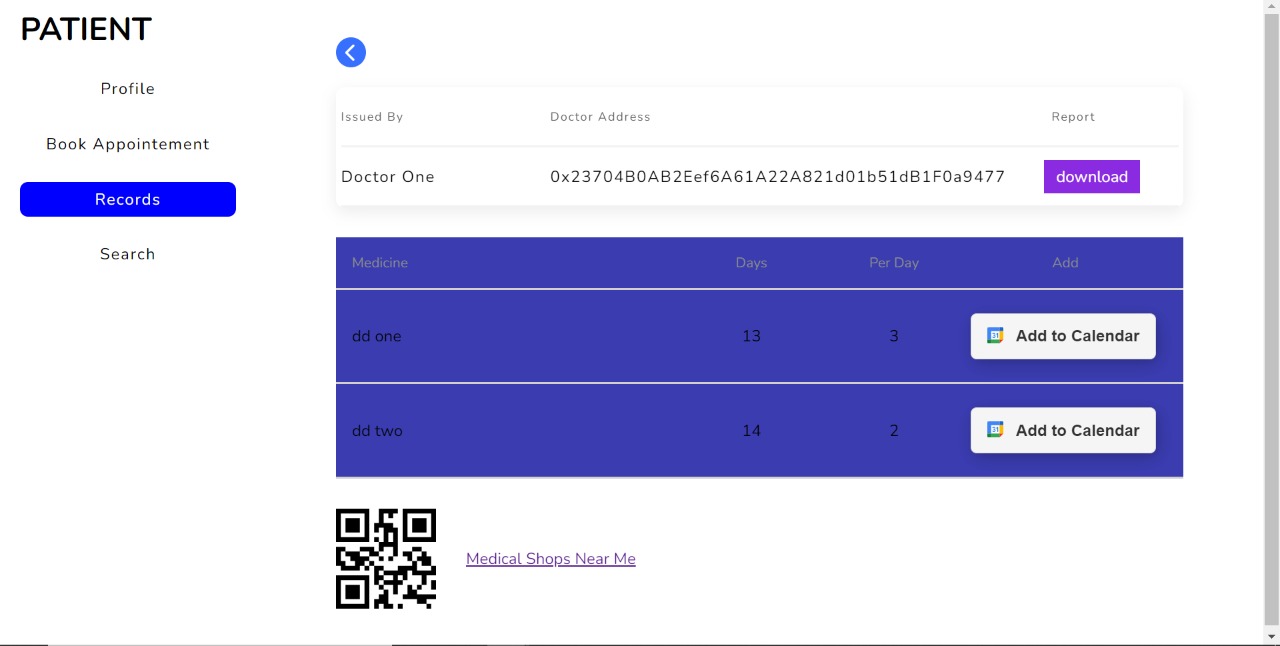 PATIENT
Profile
Book Appointement
Records
Search
Issued By Doctor Address Report
Doctor One 0x23704B0AB2Eef6A61A22A821d01b51dB1F0a9477 download
Medicine Days Per Day Add
dd one 13 3 31 Add to Calendar
dd two 14 2 31 Add to Calendar
Medical Shops Near Me